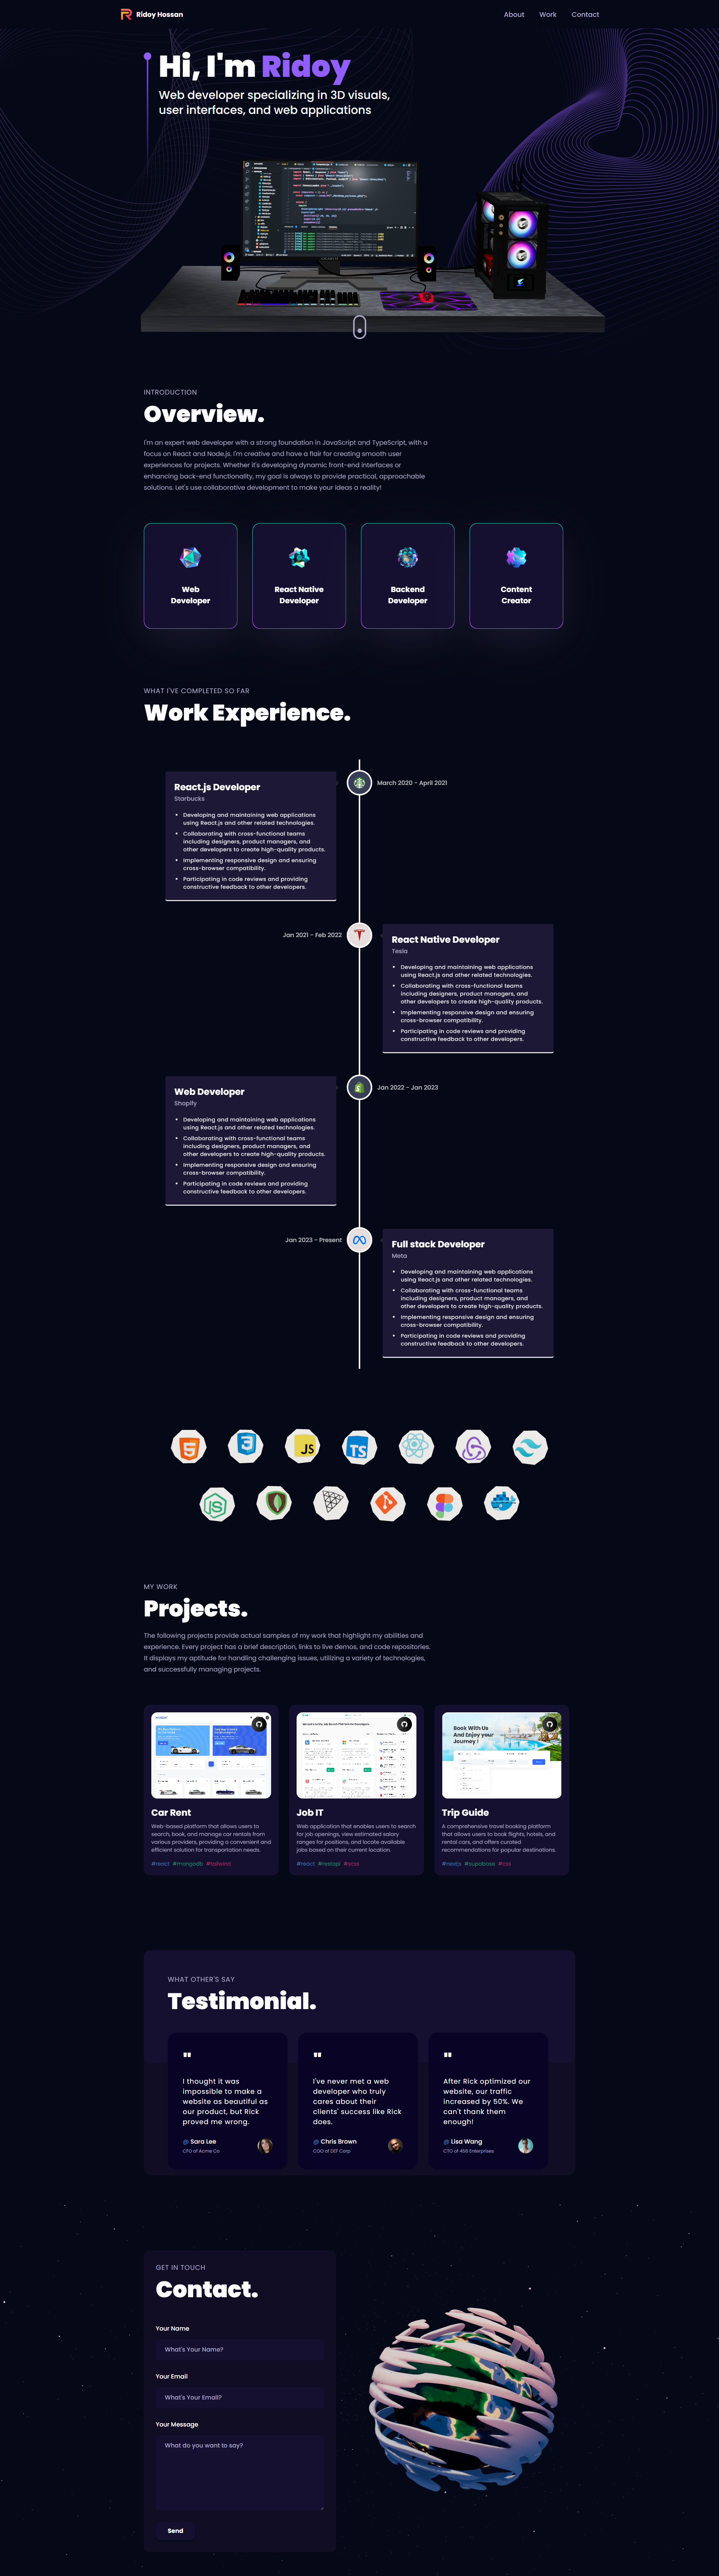 Ridoy Hossan
About
Work
Contact
Hi, I'm Ridoy
Web developer specializing in 3D visuals,
user interfaces, and web applications
INTRODUCTION
Overview.
I'm an expert web developer with a strong foundation in JavaScript and TypeScript, with a
focus on React and Node.js. I'm creative and have a flair for creating smooth user
experiences for projects. Whether it's developing dynamic front-end interfaces or
enhancing back-end functionality, my goal is always to provide practical, approachable
solutions. Let's use collaborative development to make your ideas a reality!
Web
Developer
React Native
Developer
Backend
Developer
Content
Creator
WHAT I'VE COMPLETED SO FAR
Work Experience.
React.js Developer
Starbucks
• Developing and maintaining web applications
using React.js and other related technologies.
• Collaborating with cross-functional teams
including designers, product managers, and
other developers to create high-quality products.
• Implementing responsive design and ensuring
cross-browser compatibility.
• Participating in code reviews and providing
constructive feedback to other developers.
March 2020 - April 2021
Jan 2021 - Feb 2022
React Native Developer
Tesla
• Developing and maintaining web applications
using React.js and other related technologies.
• Collaborating with cross-functional teams
including designers, product managers, and
other developers to create high-quality products.
• Implementing responsive design and ensuring
cross-browser compatibility.
• Participating in code reviews and providing
constructive feedback to other developers.
Web Developer
Shopify
• Developing and maintaining web applications
using React.js and other related technologies.
• Collaborating with cross-functional teams
including designers, product managers, and
other developers to create high-quality products.
• Implementing responsive design and ensuring
cross-browser compatibility.
• Participating in code reviews and providing
constructive feedback to other developers.
Jan 2022 - Jan 2023
Jan 2023 - Present
Full stack Developer
Meta
• Developing and maintaining web applications
using React.js and other related technologies.
• Collaborating with cross-functional teams
including designers, product managers, and
other developers to create high-quality products.
• Implementing responsive design and ensuring
cross-browser compatibility.
• Participating in code reviews and providing
constructive feedback to other developers.
5
3
JS
TS
JS
MY WORK
Projects.
The following projects provide actual samples of my work that highlight my abilities and
experience. Every project has a brief description, links to live demos, and code repositories.
It displays my aptitude for handling challenging issues, utilizing a variety of technologies,
and successfully managing projects.
Car Rent
Web-based platform that allows users to
search, book, and manage car rentals from
various providers, providing a convenient and
efficient solution for transportation needs.
#react #mongodb #tailwind
Job IT
Web application that enables users to search
for job openings, view estimated salary
ranges for positions, and locate available
jobs based on their current location.
#react #restapi #scss
Book With Us
And Enjoy your
Journey !
Trip Guide
A comprehensive travel booking platform
that allows users to book flights, hotels, and
rental cars, and offers curated
recommendations for popular destinations.
#nextjs #supabase #css
WHAT OTHER'S SAY
Testimonial.
"
I thought it was
impossible to make a
website as beautiful as
our product, but Rick
proved me wrong.
@ Sara Lee
CFO of Acme Co
"
I've never met a web
developer who truly
cares about their
clients' success like Rick
does.
@ Chris Brown
COO of DEF Corp
"
After Rick optimized our
website, our traffic
increased by 50%. We
can't thank them
enough!
@ Lisa Wang
CTO of 456 Enterprises
GET IN TOUCH
Contact.
Your Name
What's Your Name?
Your Email
What's Your Email?
Your Message
What do you want to say?
Send